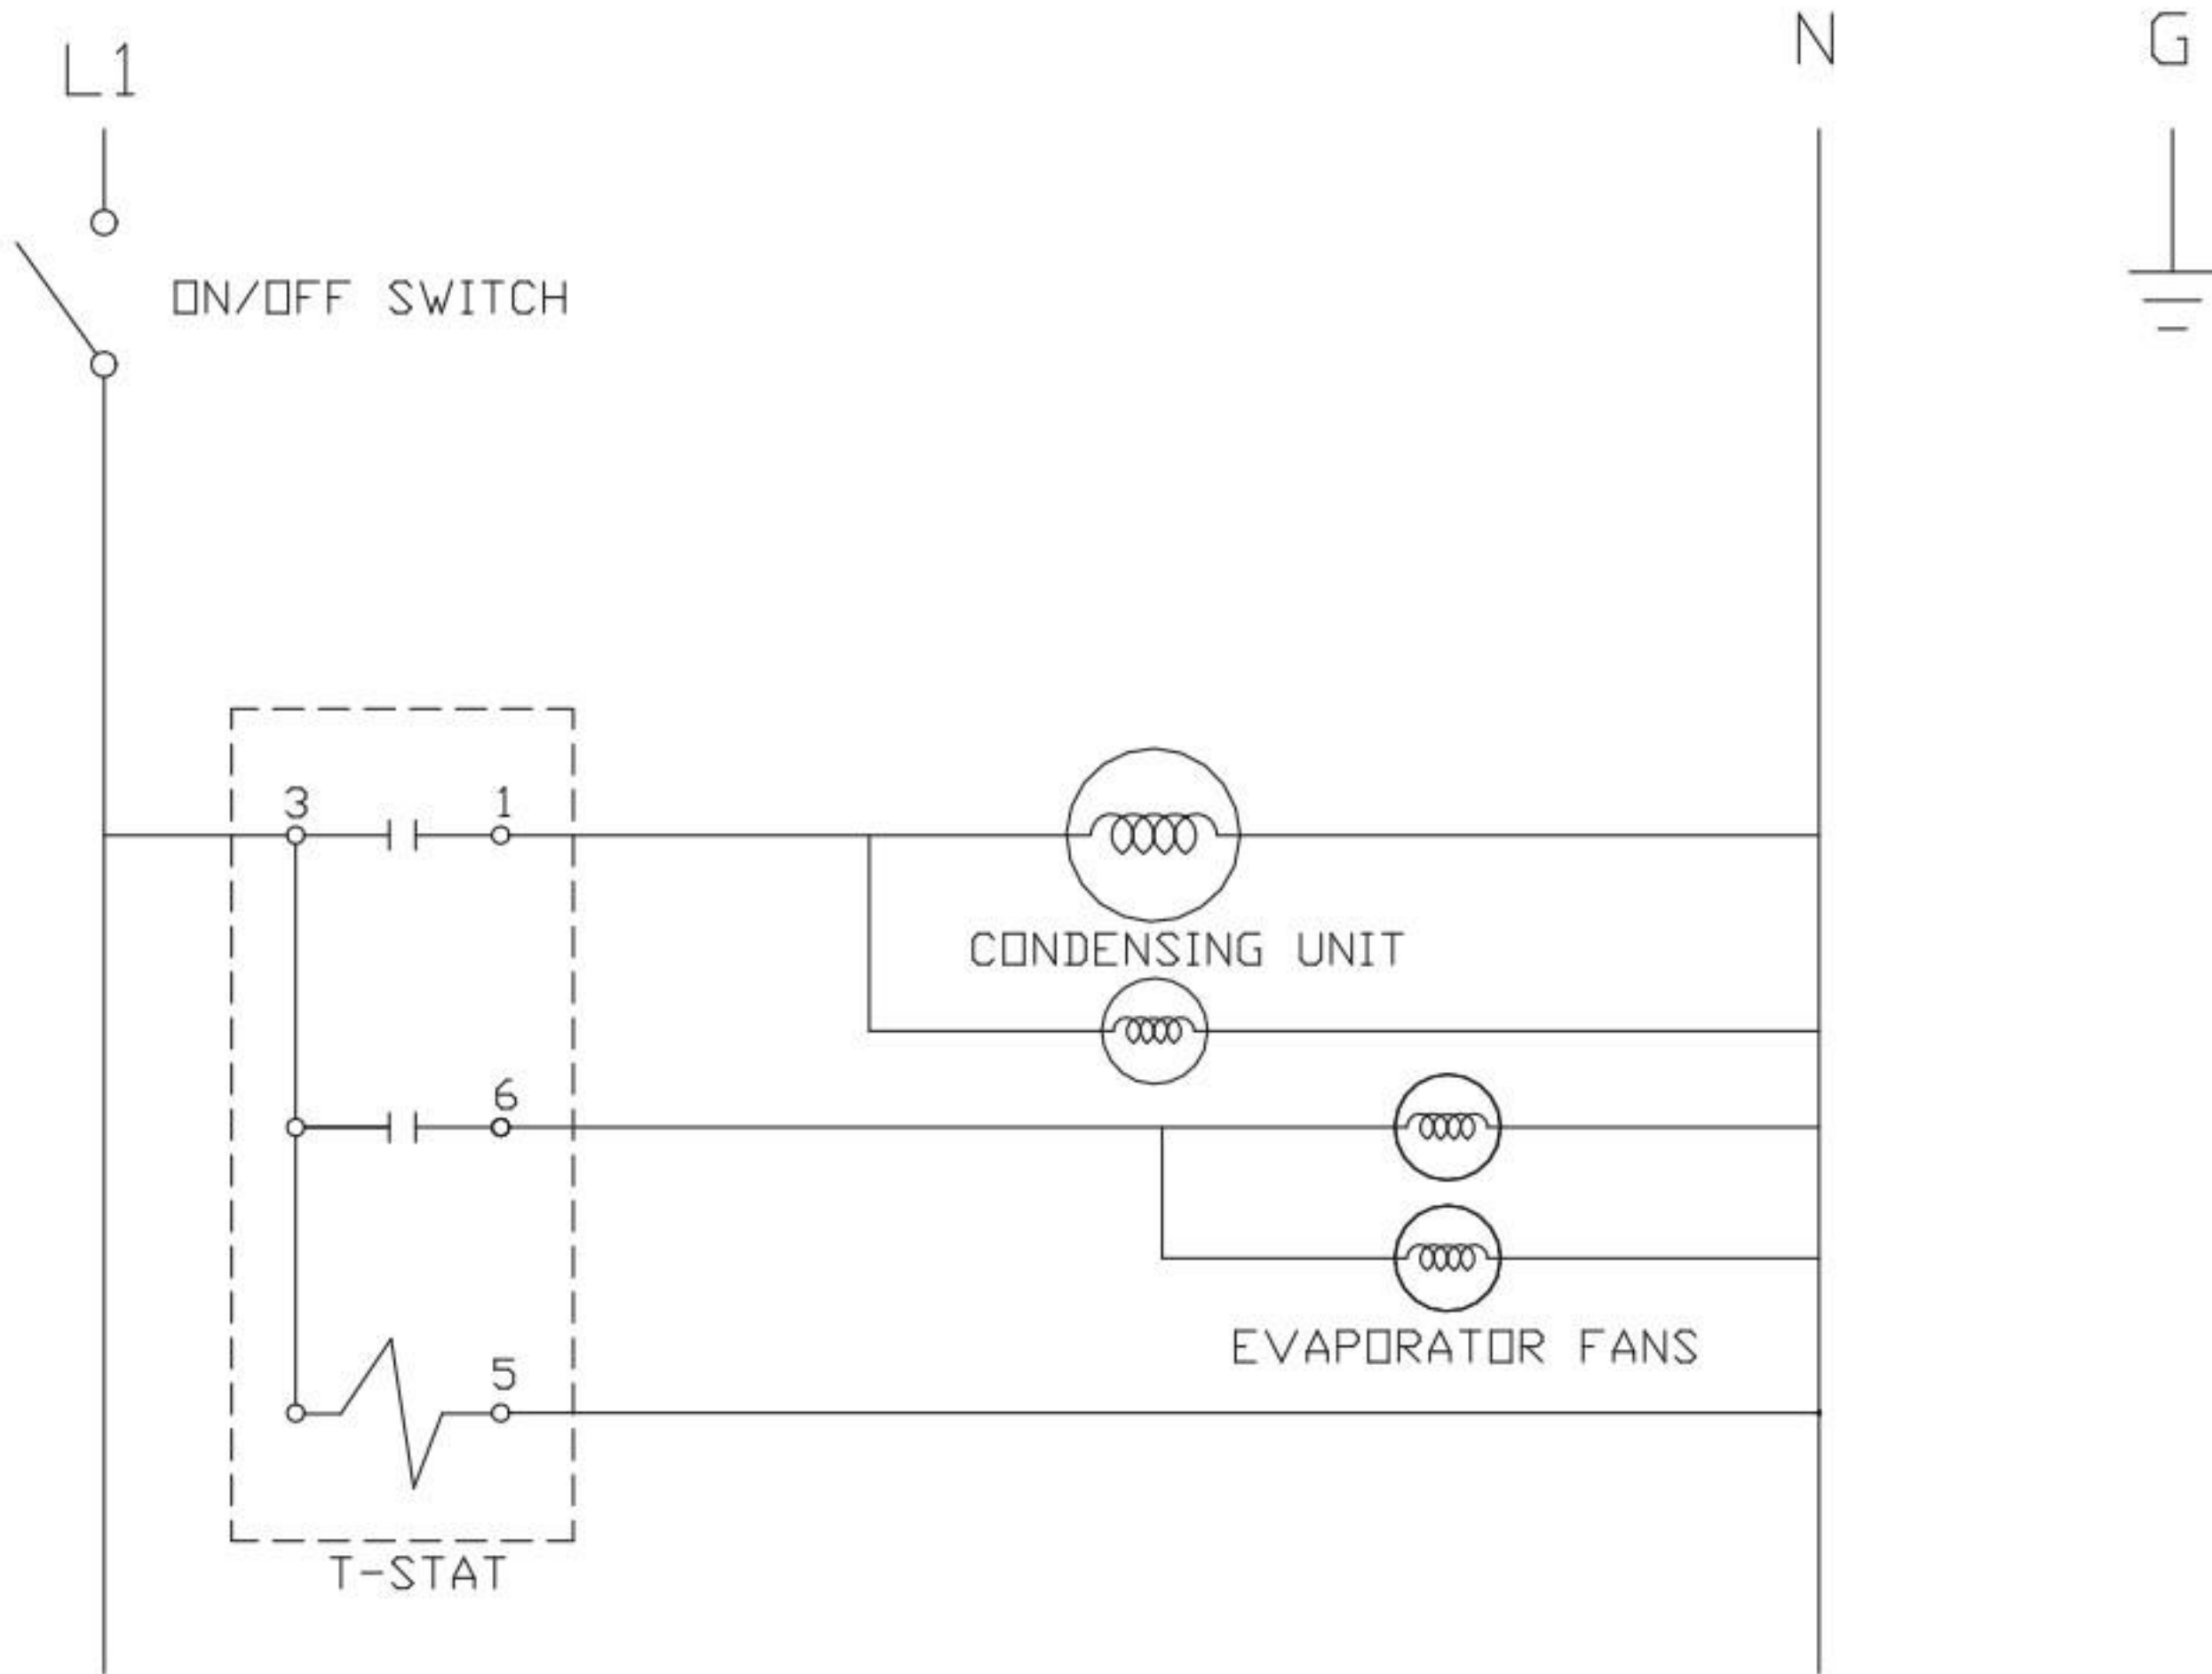 L1
N
G
ON/OFF SWITCH
3
1
CONDENSING UNIT
6
EVAPORATOR FANS
5
T-STAT